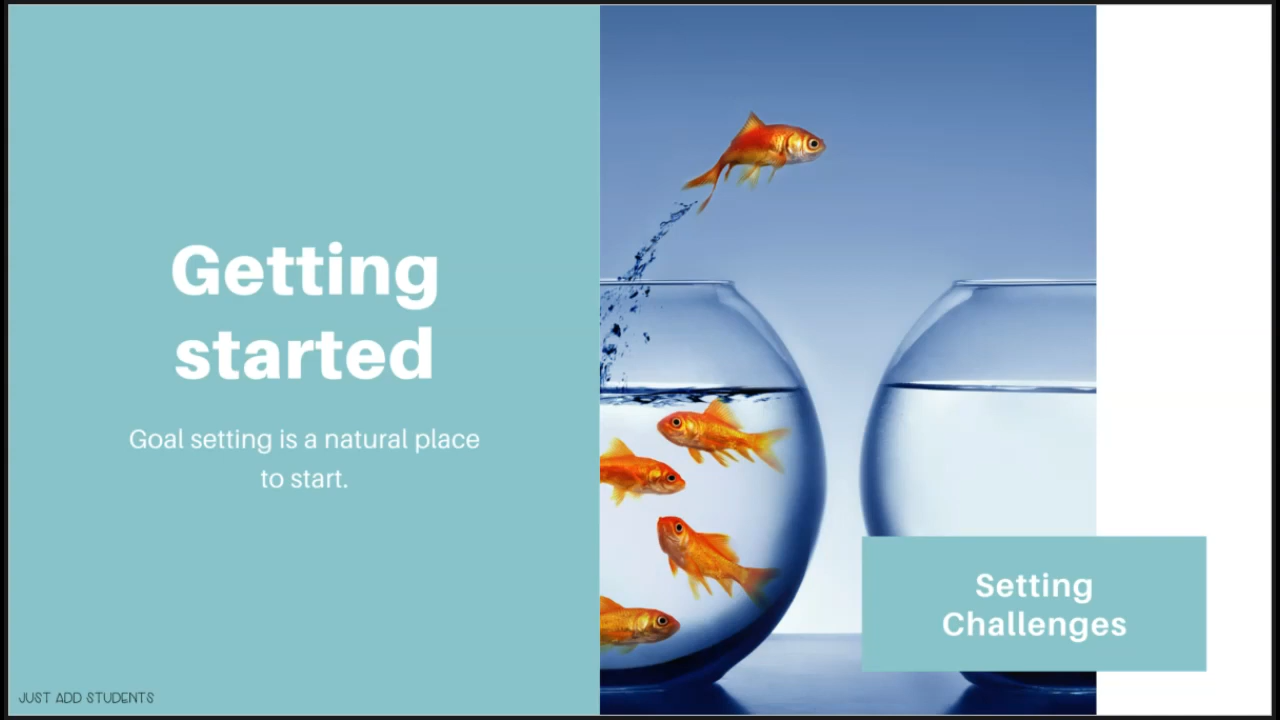 Getting
started
Goal setting is a natural place
to start.
Setting
Challenges
JUST ADD STUDENTS